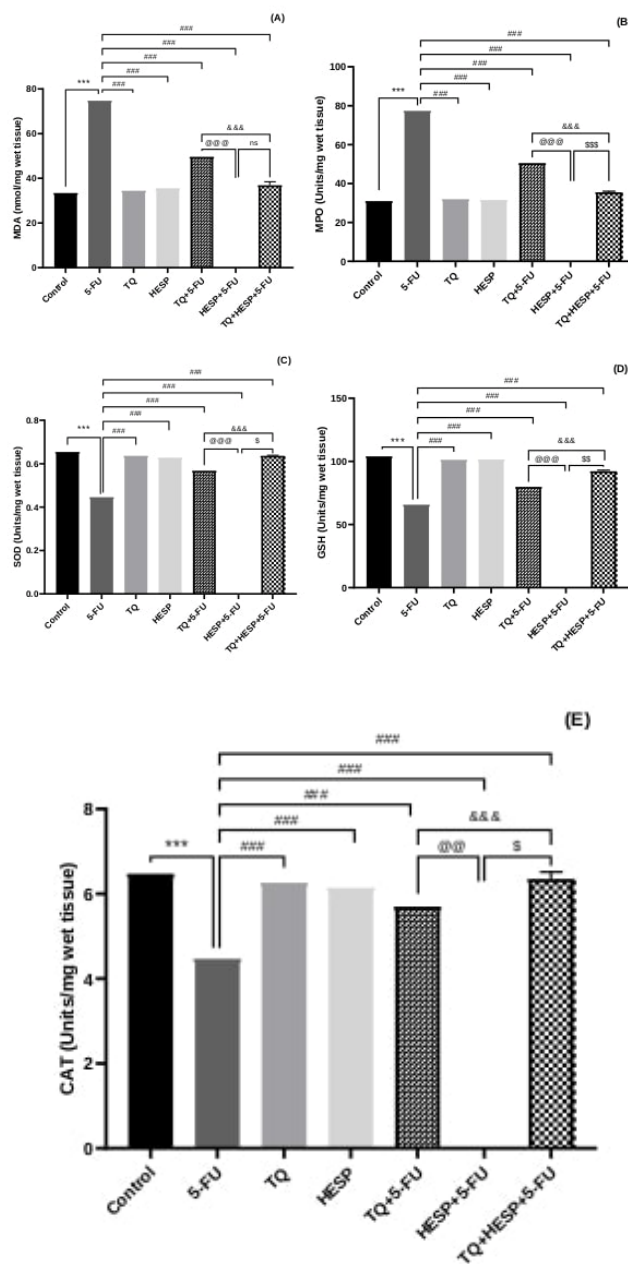 (A)
###
###
###
###
***
###
&&&
@@@
ns
80
60
40
20
0
MDA (nmol/mg wet tissue)
Control
5-FU
TQ
HESP
TQ+5-FU
HESP+5-FU
TQ+HESP+5-FU
(B
###
###
###
###
***
###
&&&
@@@
$$$
100
80
60
40
20
0
MPO (Units/mg wet tissue)
Control
5-FU
TQ
HESP
TQ+5-FU
HESP+5-FU
TQ+HESP+5-FU
(C)
###
###
###
###
***
###
&&&
@@@
$
0.8
0.6
0.4
0.2
0.0
SOD (Units/mg wet tissue)
Control
5-FU
TQ
HESP
TQ+5-FU
HESP+5-FU
TQ+HESP+5-FU
(D)
###
###
###
###
***
###
&&&
@@@
$$
150
100
50
0
GSH (Units/mg wet tissue)
Control
5-FU
TQ
HESP
TQ+5-FU
HESP+5-FU
TQ+HESP+5-FU
(E)
###
###
###
###
***
###
&&&
@@
$
8
6
4
2
0
CAT (Units/mg wet tissue)
Control
5-FU
TQ
HESP
TQ+5-FU
HESP+5-FU
TQ+HESP+5-FU